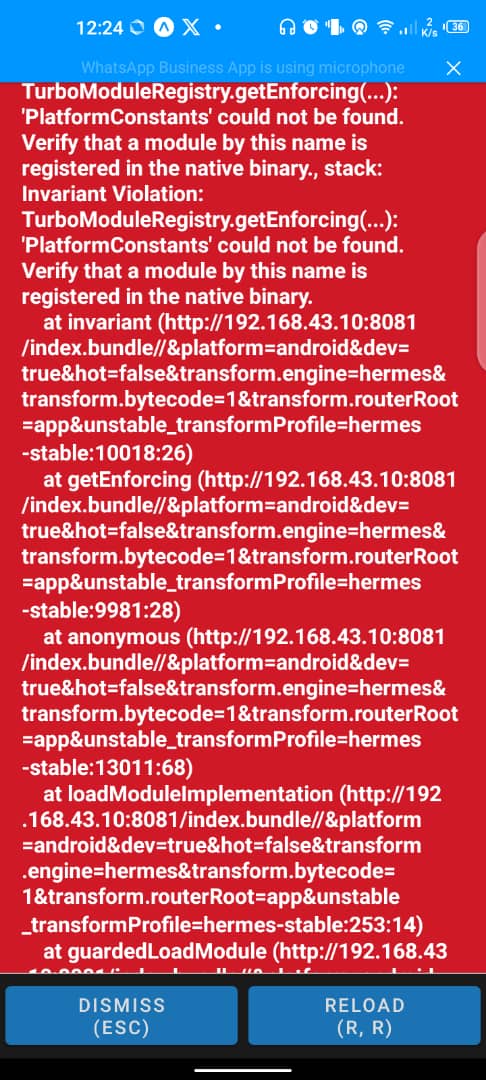 12:24 X • 2 K/s 36
WhatsApp Business App is using microphone
TurboModuleRegistry.getEnforcing(...):
'PlatformConstants' could not be found.
Verify that a module by this name is
registered in the native binary., stack:
Invariant Violation:
TurboModuleRegistry.getEnforcing(...):
'PlatformConstants' could not be found.
Verify that a module by this name is
registered in the native binary.
at invariant (http://192.168.43.10:8081
/index.bundle//&platform=android&dev=
true&hot=false&transform.engine=hermes&
transform.bytecode=1&transform.routerRoot
=app&unstable_transformProfile=hermes
-stable:10018:26)
at getEnforcing (http://192.168.43.10:8081
/index.bundle//&platform=android&dev=
true&hot=false&transform.engine=hermes&
transform.bytecode=1&transform.routerRoot
=app&unstable_transformProfile=hermes
-stable:9981:28)
at anonymous (http://192.168.43.10:8081
/index.bundle//&platform=android&dev=
true&hot=false&transform.engine=hermes&
transform.bytecode=1&transform.routerRoot
=app&unstable_transformProfile=hermes
-stable:13011:68)
at loadModuleImplementation (http://192
.168.43.10:8081/index.bundle//&platform
=android&dev=true&hot=false&transform
.engine=hermes&transform.bytecode=
1&transform.routerRoot=app&unstable
_transformProfile=hermes-stable:253:14)
at guardedLoadModule (http://192.168.43
DISMISS
(ESC)
RELOAD
(R, R)